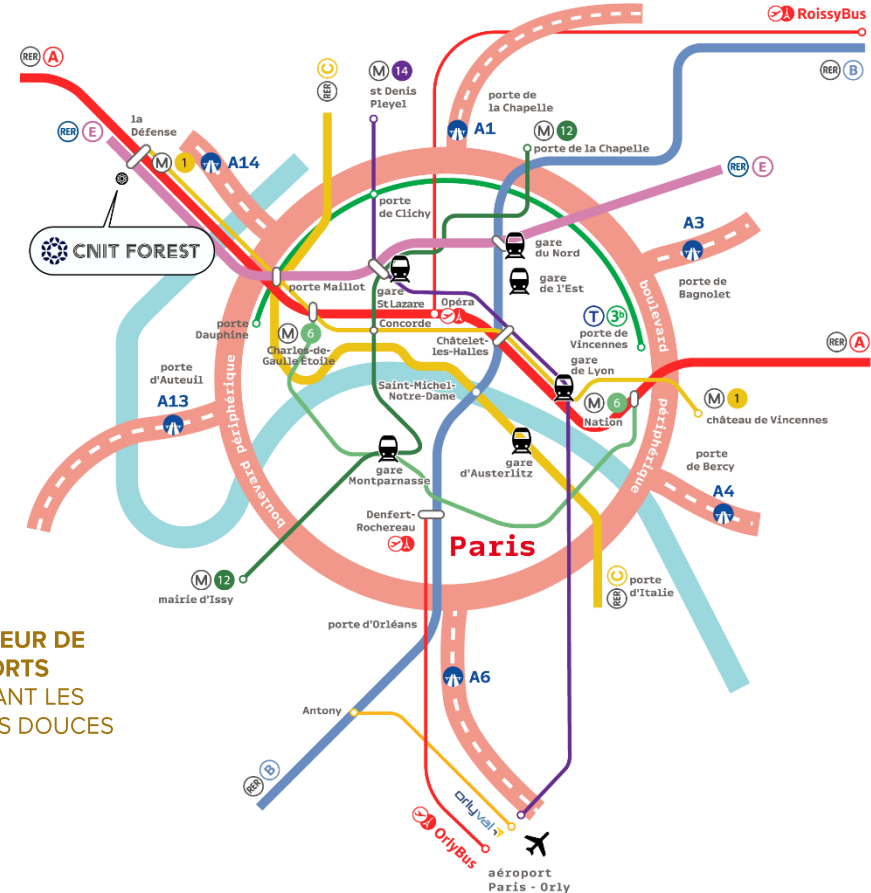 RoissyBus
RER A
RER B
RER C
M 14
st Denis
Pleyel
porte de
la Chapelle
A1
M 12
porte de la Chapelle
la
Défense
RER E
M 1
A14
RER E
porte
de Clichy
CNIT FOREST
gare
du Nord
A3
gare
de l'Est
porte de
Bagnolet
porte Maillot
gare
St Lazare
Opéra
boulevard
périphérique
T 3b
porte de
Vincennes
porte
Dauphine
Concorde
M 6
Charles-de-
Gaulle Étoile
Châtelet-
les-Halles
RER A
gare
de Lyon
porte
d'Auteuil
A13
boulevard périphérique
Saint-Michel-
Notre-Dame
M 6
Nation
M 1
château de Vincennes
gare
d'Austerlitz
porte
de Bercy
A4
gare
Montparnasse
Denfert-
Rochereau
Paris
M 12
mairie d'Issy
RER C
porte
d'Italie
porte d'Orléans
EUR DE
ORTS
ANT LES
S DOUCES
A6
Antony
RER B
orlyval
OrlyBus
aéroport
Paris - Orly